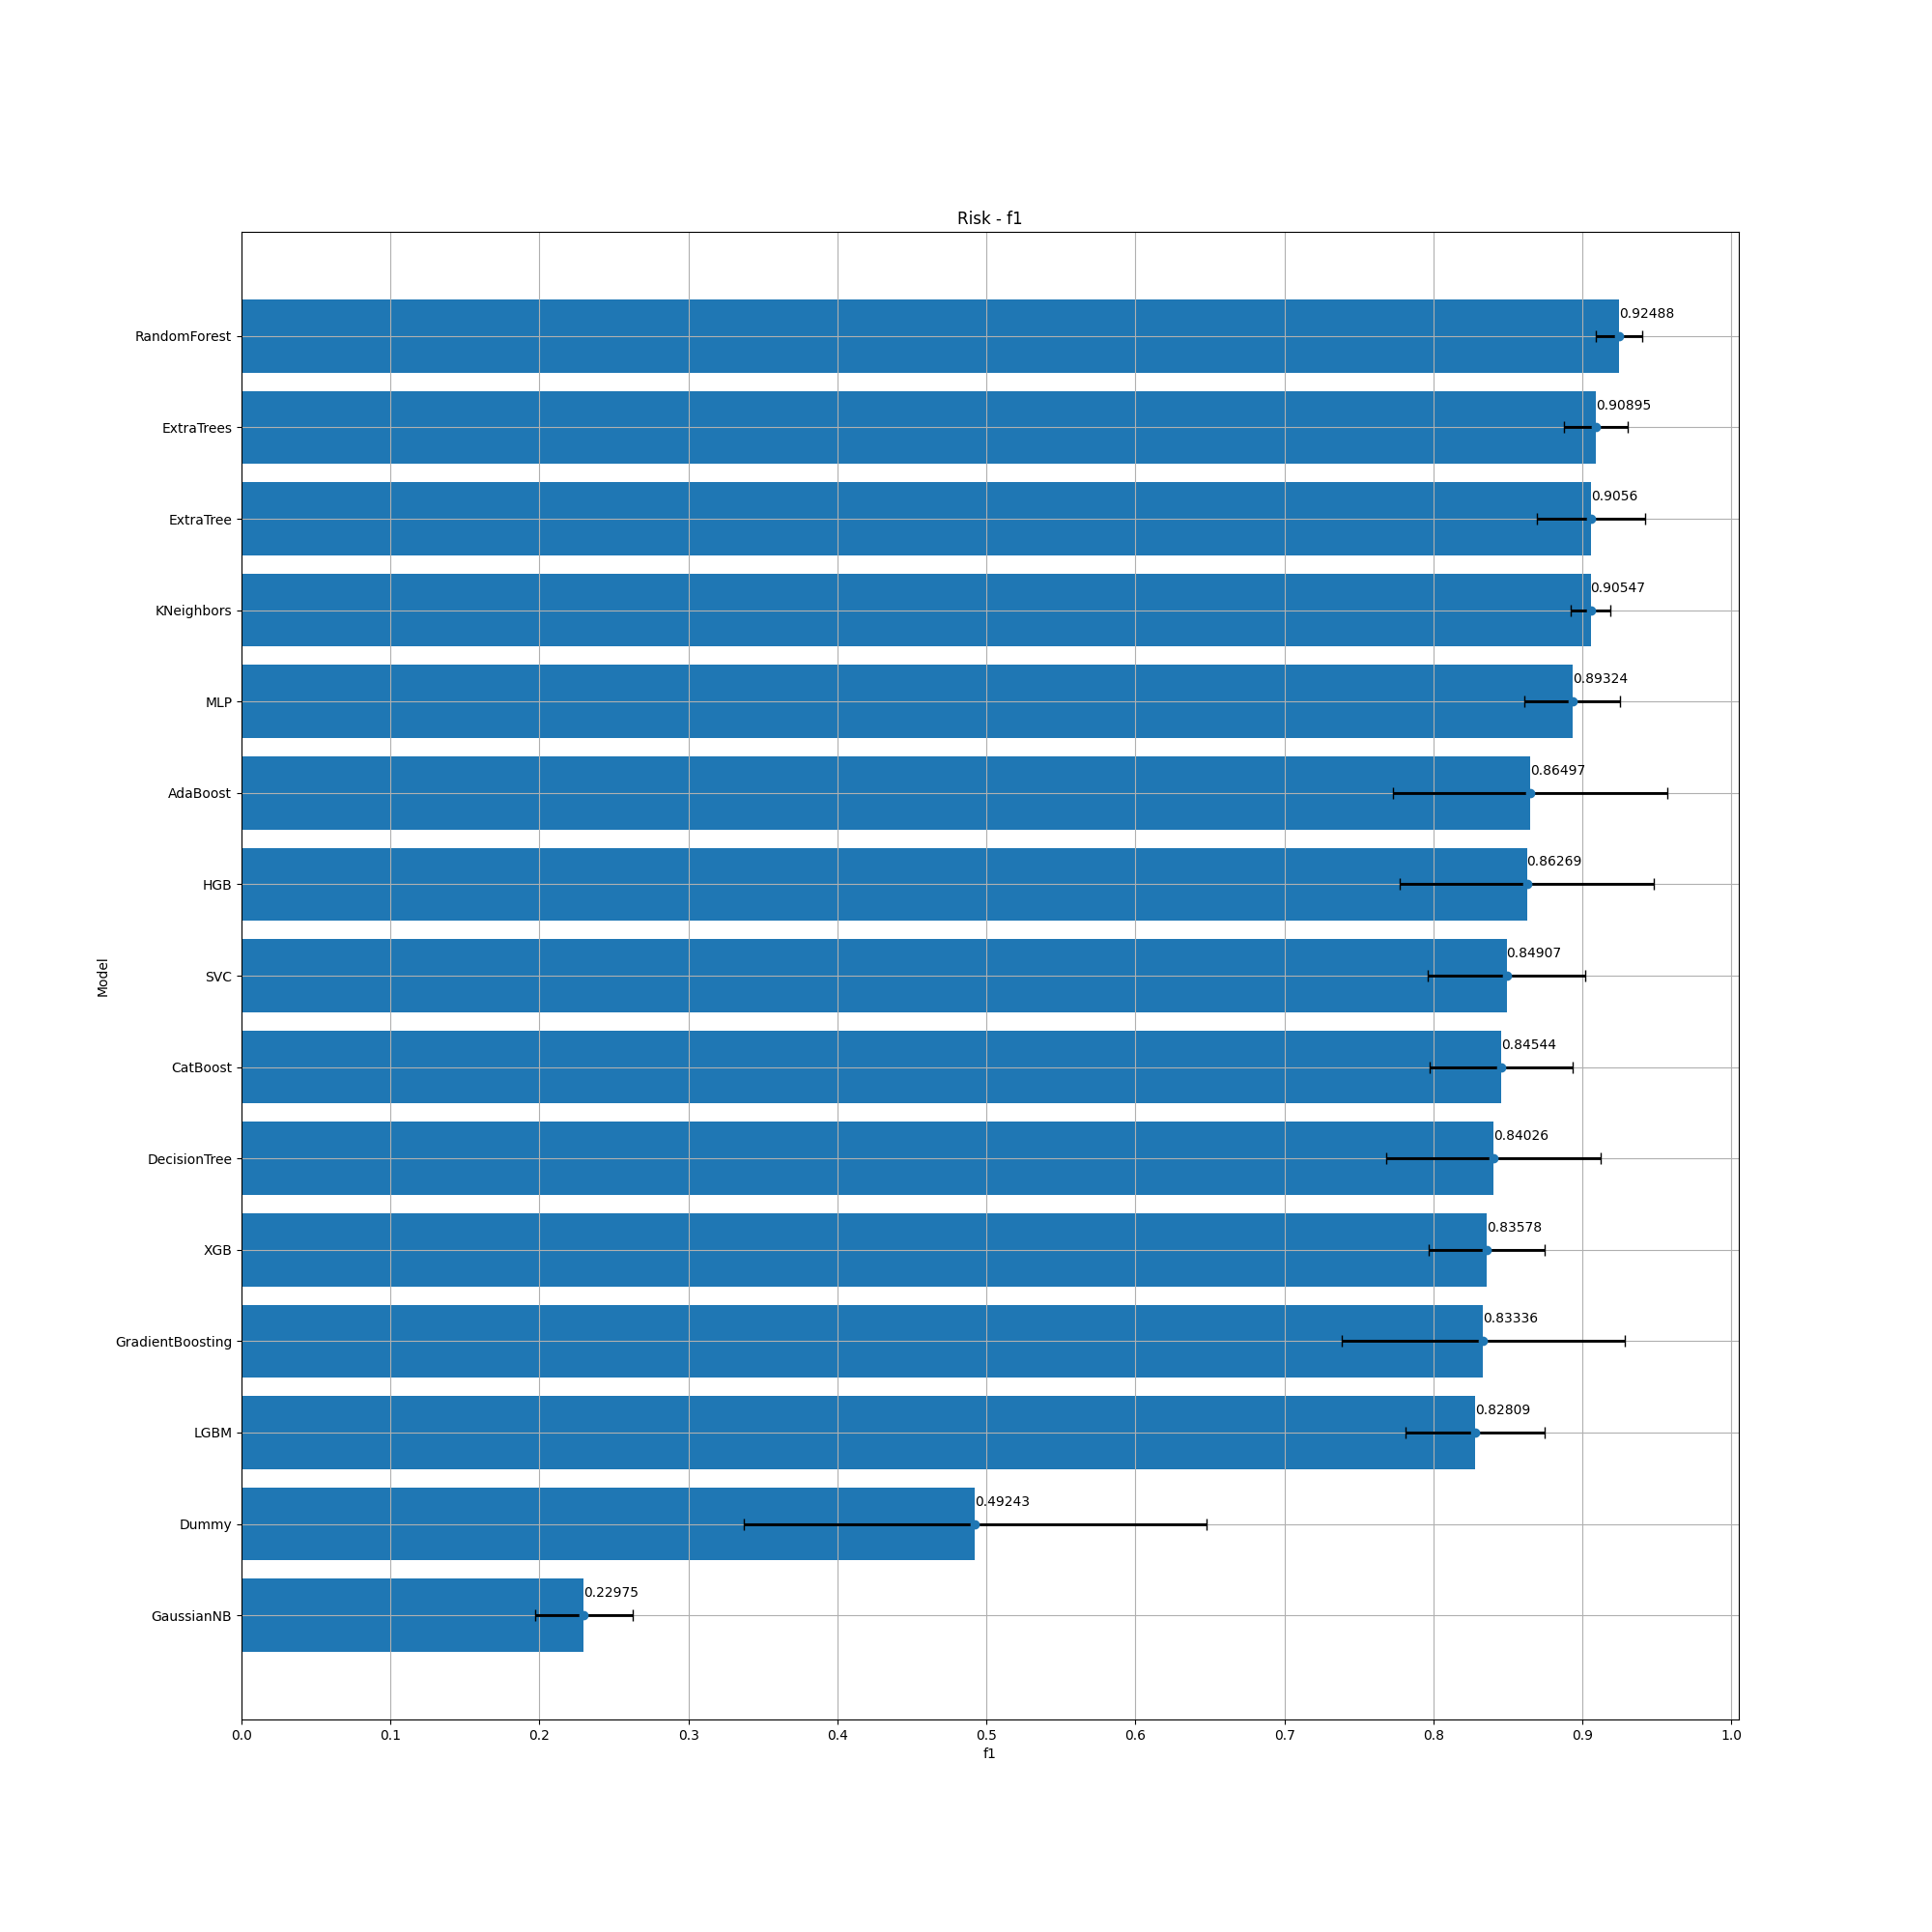 Risk - f1
RandomForest
0.92488
ExtraTrees
0.90895
ExtraTree
0.9056
KNeighbors
0.90547
MLP
0.89324
AdaBoost
0.86497
HGB
0.86269
SVC
0.84907
Model
CatBoost
0.84544
DecisionTree
0.84026
XGB
0.83578
GradientBoosting
0.83336
LGBM
0.82809
Dummy
0.49243
GaussianNB
0.22975
0.0 0.1 0.2 0.3 0.4 0.5 0.6 0.7 0.8 0.9 1.0
f1